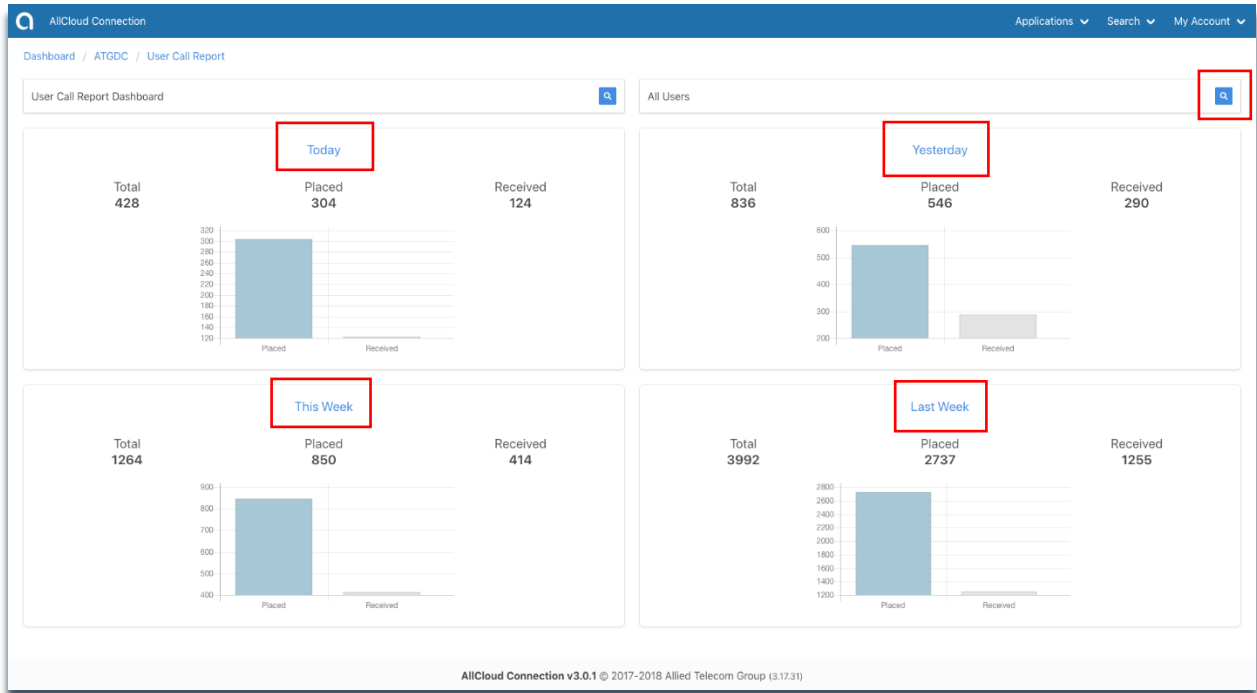 AllCloud Connection
Applications Search My Account
Dashboard / ATGDC / User Call Report
User Call Report Dashboard
All Users
Today
Total Placed Received
428 304 124
320
300
280
260
240
220
200
180
160
140
120
Placed Received
Yesterday
Total Placed Received
836 546 290
600
500
400
300
200
Placed Received
This Week
Total Placed Received
1264 850 414
900
800
700
600
500
400
Placed Received
Last Week
Total Placed Received
3992 2737 1255
2800
2600
2400
2200
2000
1800
1600
1400
1200
Placed Received
AllCloud Connection v3.0.1 © 2017-2018 Allied Telecom Group (3.17.31)